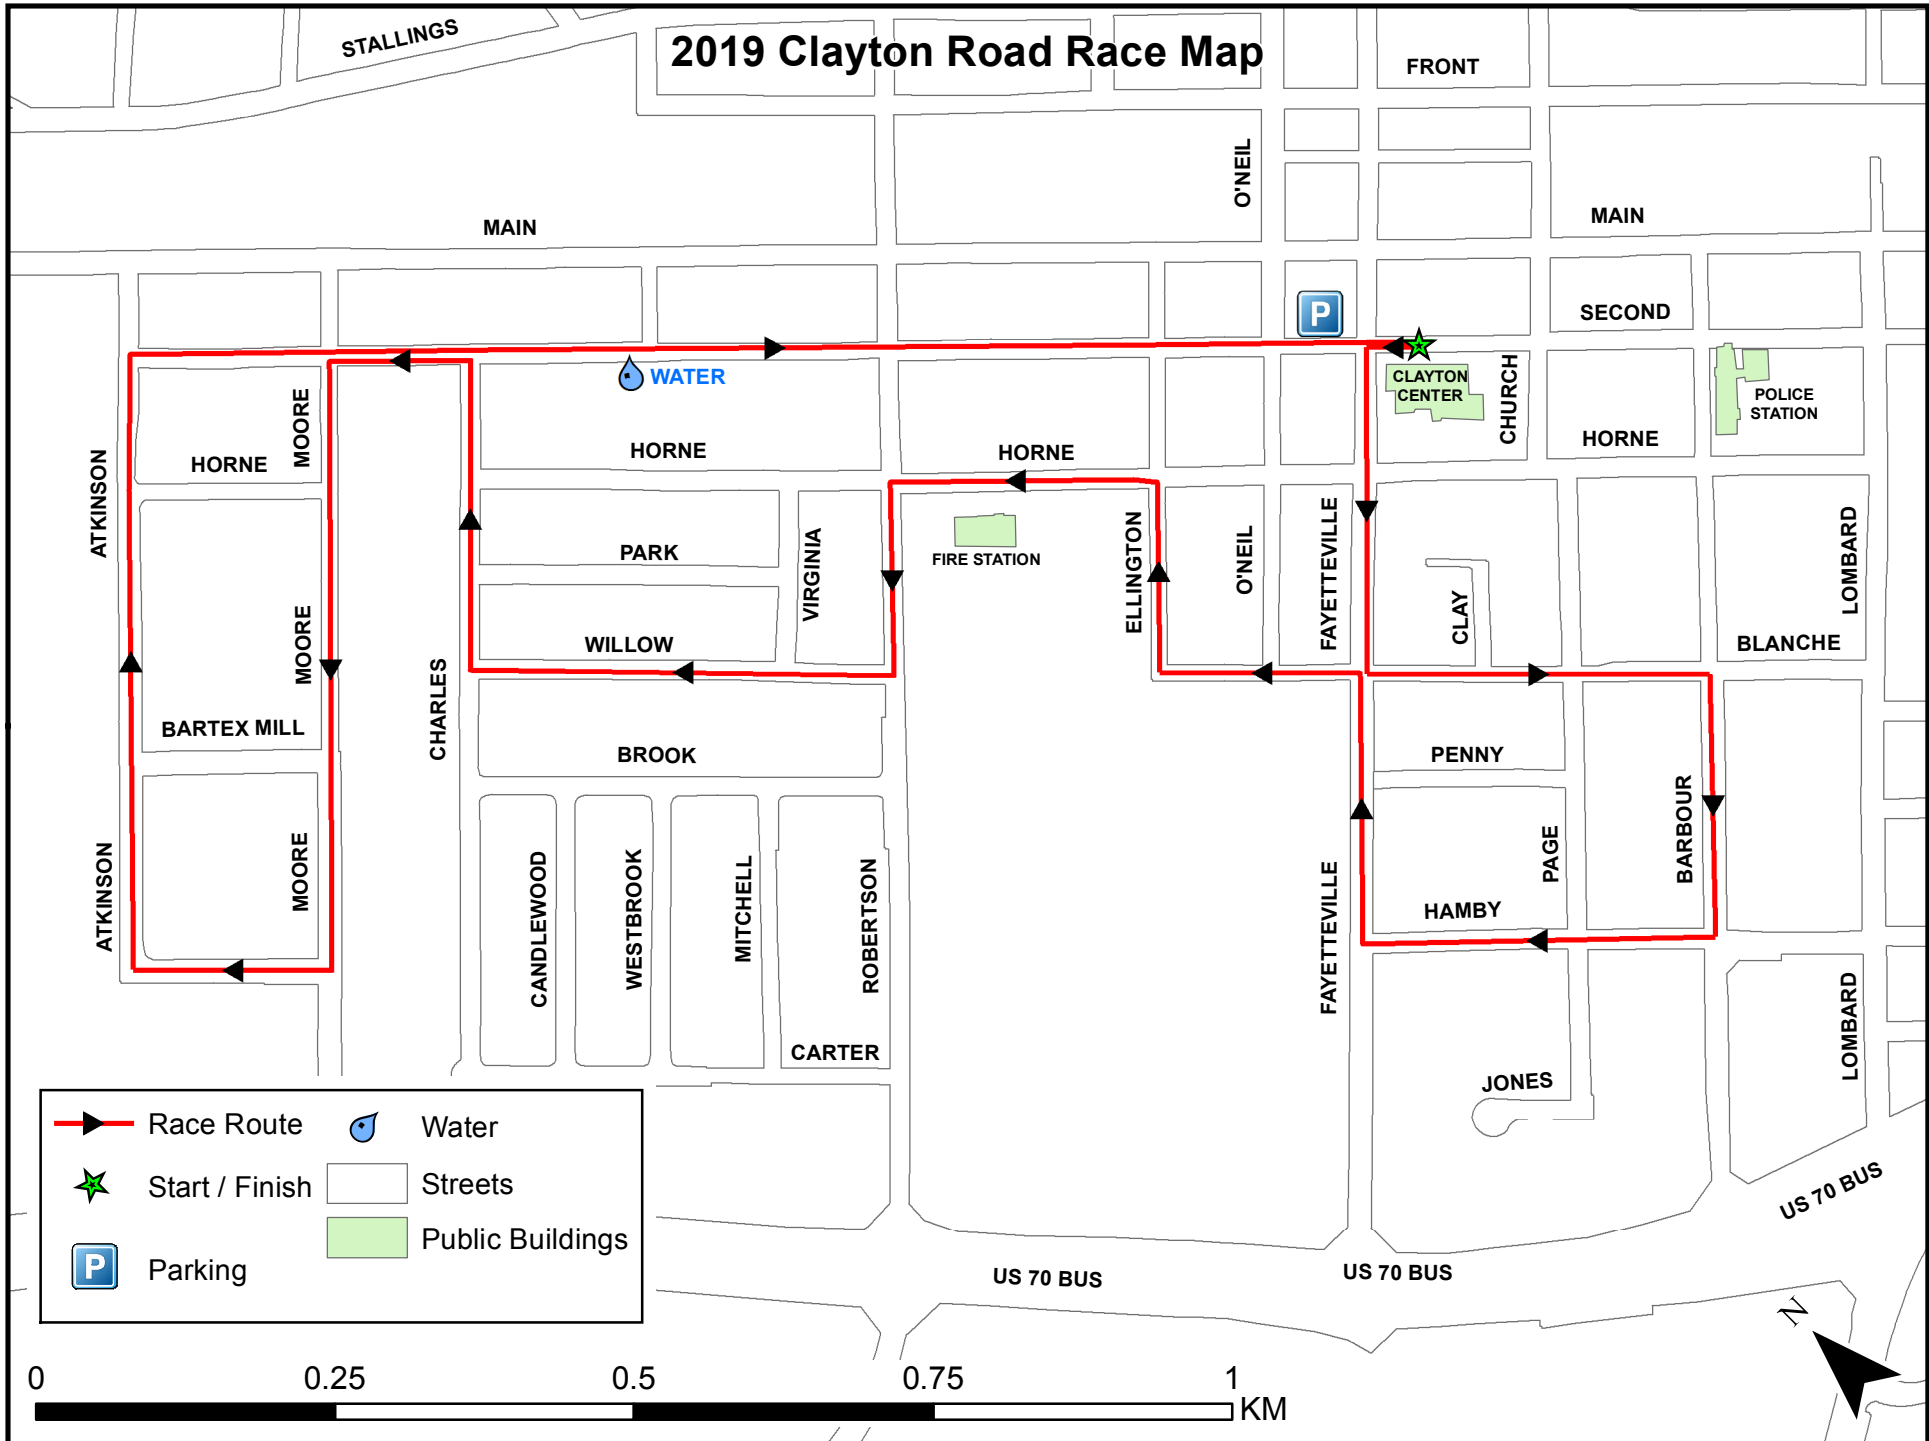 2019 Clayton Road Race Map
STALLINGS
FRONT
O'NEIL
MAIN
MAIN
P
SECOND
WATER
CLAYTON
CENTER
CHURCH
POLICE
STATION
MOORE
HORNE
HORNE
HORNE
HORNE
ATKINSON
PARK
VIRGINIA
FIRE STATION
ELLINGTON
O'NEIL
FAYETTEVILLE
CLAY
LOMBARD
BLANCHE
MOORE
WILLOW
CHARLES
BARTEX MILL
BROOK
PENNY
BARBOUR
PAGE
HAMBY
ATKINSON
MOORE
CANDLEWOOD
WESTBROOK
MITCHELL
ROBERTSON
FAYETTEVILLE
LOMBARD
CARTER
JONES
US 70 BUS
US 70 BUS
US 70 BUS
Race Route
Water
Start / Finish
Streets
Public Buildings
P
Parking
N
0 0.25 0.5 0.75 1
KM